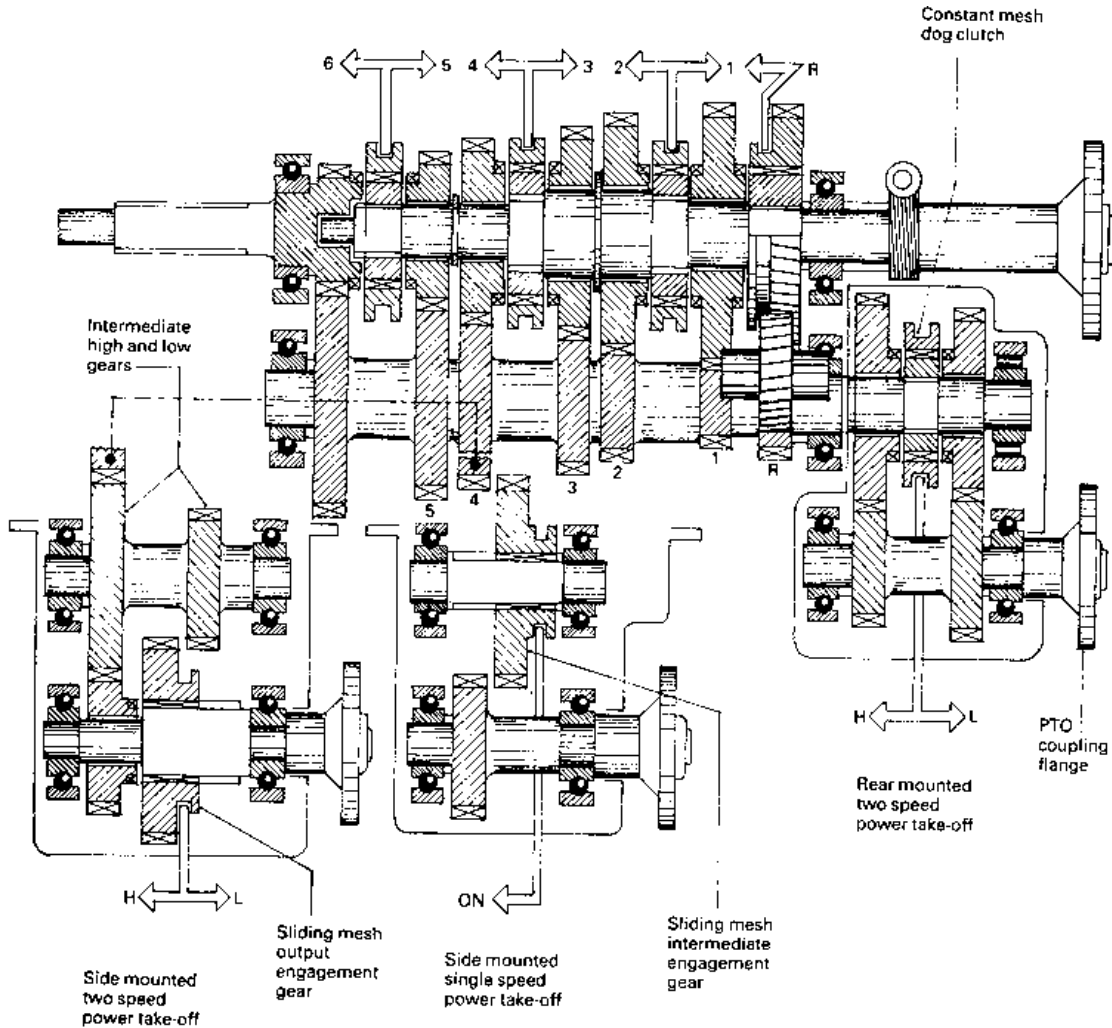 Constant mesh
dog clutch
6 5 4 3 2 1 R
Intermediate
high and low
gears
1
R
2
3
4
5
H L
PTO
coupling
flange
Rear mounted
two speed
power take-off
H L
ON
Sliding mesh
output
engagement
gear
Sliding mesh
intermediate
engagement
gear
Side mounted
two speed
power take-off
Side mounted
single speed
power take-off